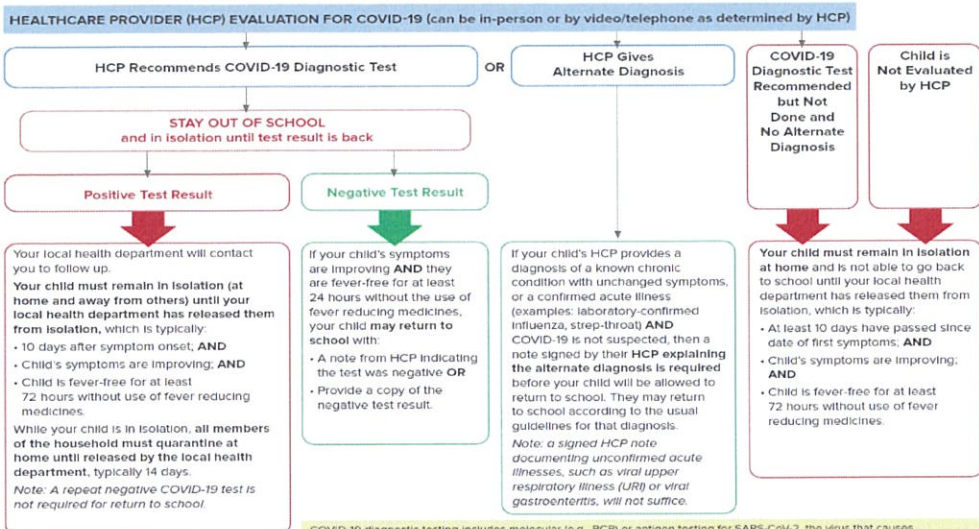 HEALTHCARE PROVIDER (HCP) EVALUATION FOR COVID-19 (can be in-person or by video/telephone as determined by HCP)
HCP Recommends COVID-19 Diagnostic Test
OR
HCP Gives
Alternate Diagnosis
COVID-19
Diagnostic Test
Recommended
but Not
Done and
No Alternate
Diagnosis
Child is
Not Evaluated
by HCP
STAY OUT OF SCHOOL
and in isolation until test result is back
Positive Test Result
Negative Test Result
Your local health department will contact
you to follow up.
Your child must remain in isolation (at
home and away from others) until your
local health department has released them
from isolation, which is typically:
• 10 days after symptom onset; AND
• Child's symptoms are improving; AND
• Child is fever-free for at least
72 hours without use of fever reducing
medicines.
While your child is in isolation, all members
of the household must quarantine at
home until released by the local health
department, typically 14 days.
Note: A repeat negative COVID-19 test is
not required for return to school.
If your child's symptoms
are improving AND they
are fever-free for at least
24 hours without the use of
fever reducing medicines,
your child may return to
school with:
• A note from HCP indicating
the test was negative OR
• Provide a copy of the
negative test result.
If your child's HCP provides a
diagnosis of a known chronic
condition with unchanged symptoms,
or a confirmed acute illness
(examples: laboratory-confirmed
influenza, strep-throat) AND
COVID-19 is not suspected, then a
note signed by their HCP explaining
the alternate diagnosis is required
before your child will be allowed to
return to school. They may return
to school according to the usual
guidelines for that diagnosis.
Note: a signed HCP note
documenting unconfirmed acute
illnesses, such as viral upper
respiratory illness (URI) or viral
gastroenteritis, will not suffice.
Your child must remain in isolation
at home and is not able to go back
to school until your local health
department has released them from
isolation, which is typically:
• At least 10 days have passed since
date of first symptoms; AND
• Child's symptoms are improving;
AND
• Child is fever-free for at least
72 hours without use of fever
reducing medicines.
COVID-19 diagnostic testing includes molecular (e.g., PCR) or antigen testing for SARS-CoV-2, the virus that causes